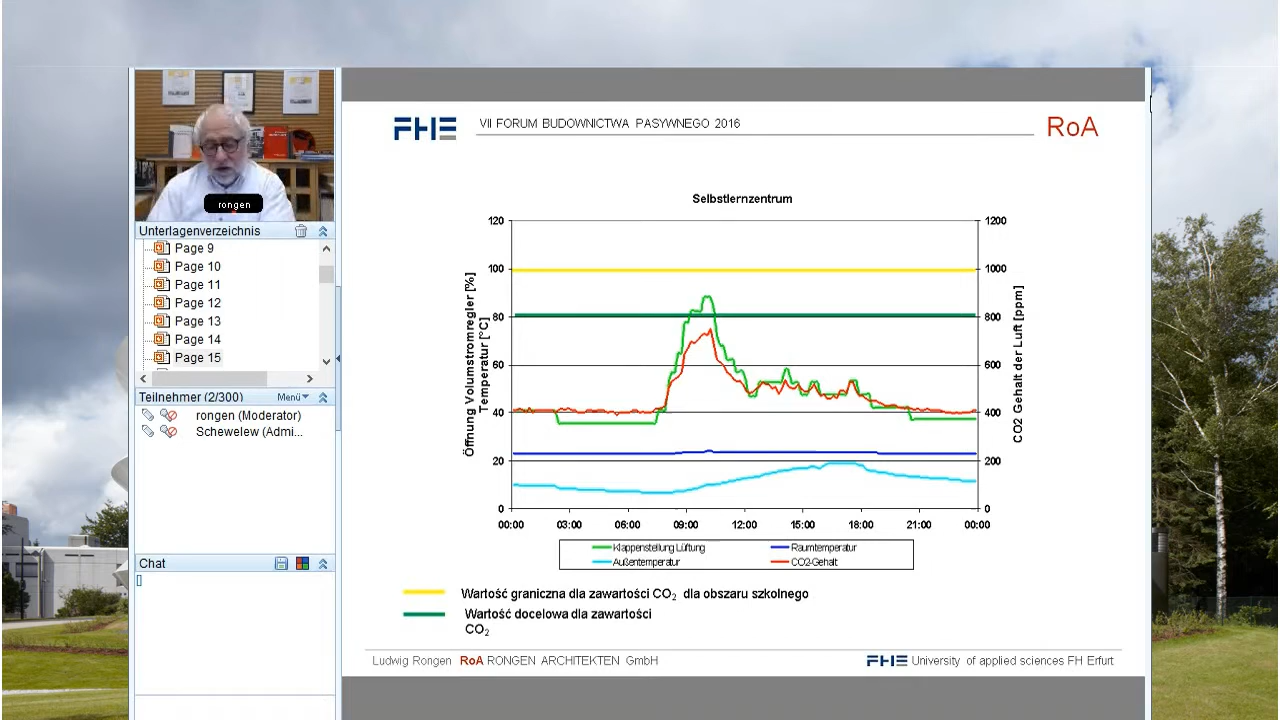 FHE
VII FORUM BUDOWNICTWA PASYWNEGO 2016
RoA
rongen
Unterlagenverzeichnis
Page 9
Page 10
Page 11
Page 12
Page 13
Page 14
Page 15
Teilnehmer (2/300)
Menü
rongen (Moderator)
Schewelew (Admi...
Chat
Selbstlernzentrum
120
100
80
60
40
20
0
1200
1000
800
600
400
200
0
Öffnung Volumstromregler [%]
Temperatur [°C]
CO2 Gehalt der Luft [ppm]
00:00 03:00 06:00 09:00 12:00 15:00 18:00 21:00 00:00
Klappenstellung Lüftung
Raumtemperatur
Außentemperatur
CO2-Gehalt
Wartość graniczna dla zawartości CO2 dla obszaru szkolnego
Wartość docelowa dla zawartości
CO2
Ludwig Rongen RoA RONGEN ARCHITEKTEN GmbH
FHE University of applied sciences FH Erfurt